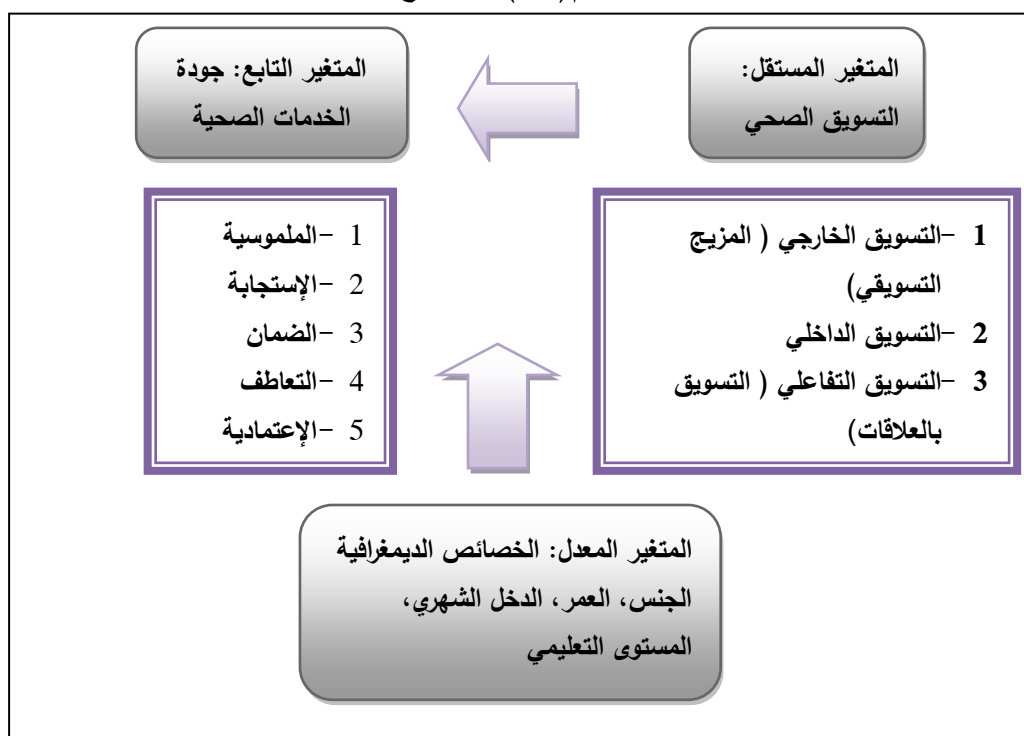 المتغير المستقل:
التسويق الصحي
المتغير التابع: جودة
الخدمات الصحية
1 -التسويق الخارجي ( المزيج
التسويقي)
2 -التسويق الداخلي
3 -التسويق التفاعلي ( التسويق
بالعلاقات)
1 -الملموسية
2 -الإستجابة
3 -الضمان
4 -التعاطف
5 -الإعتمادية
المتغير المعدل: الخصائص الديمغرافية
الجنس، العمر، الدخل الشهري،
المستوى التعليمي